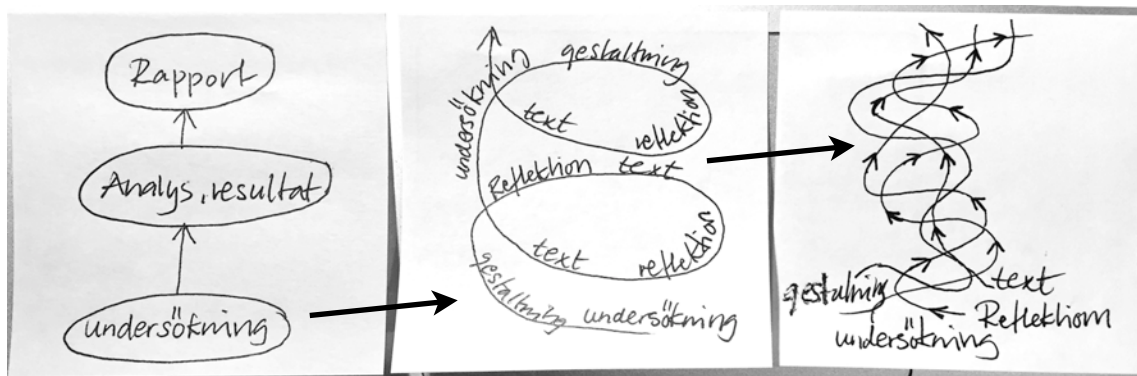 Rapport
Analys, resultat
undersökning
gestaltning
undersökning
text
reflektion
Reflektion text
text
reflektion
gestaltning
undersökning
gestaltning
text
Reflektion
undersökning